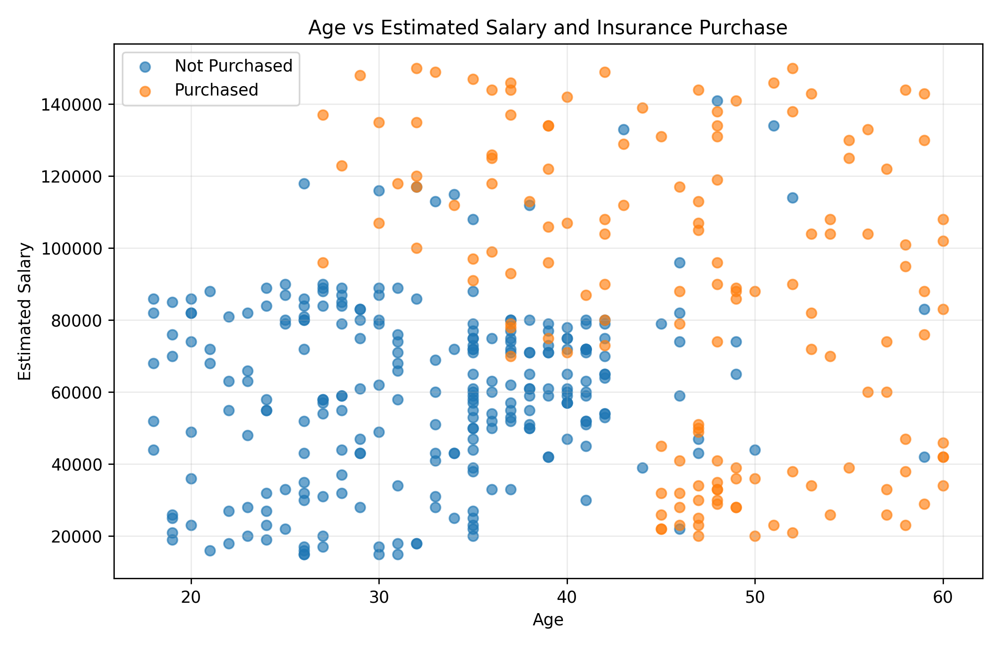 Age vs Estimated Salary and Insurance Purchase
Not Purchased
Purchased
140000
120000
100000
80000
60000
40000
20000
Estimated Salary
20 30 40 50 60
Age